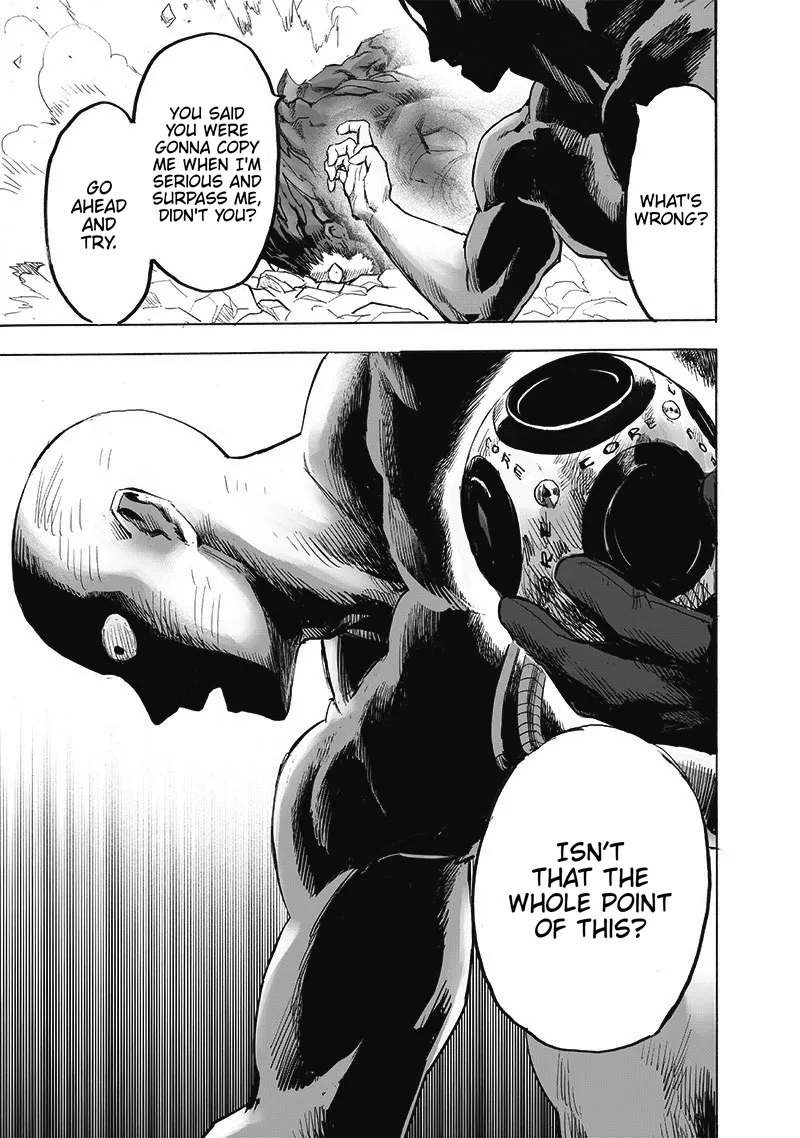 WHAT'S
WRONG?
YOU SAID
YOU WERE
GONNA COPY
ME WHEN I'M
SERIOUS AND
SURPASS ME,
DIDN'T YOU?
GO
AHEAD
AND
TRY.
CORE
CORE
CORE
ISN'T
THAT THE
WHOLE POINT
OF THIS?